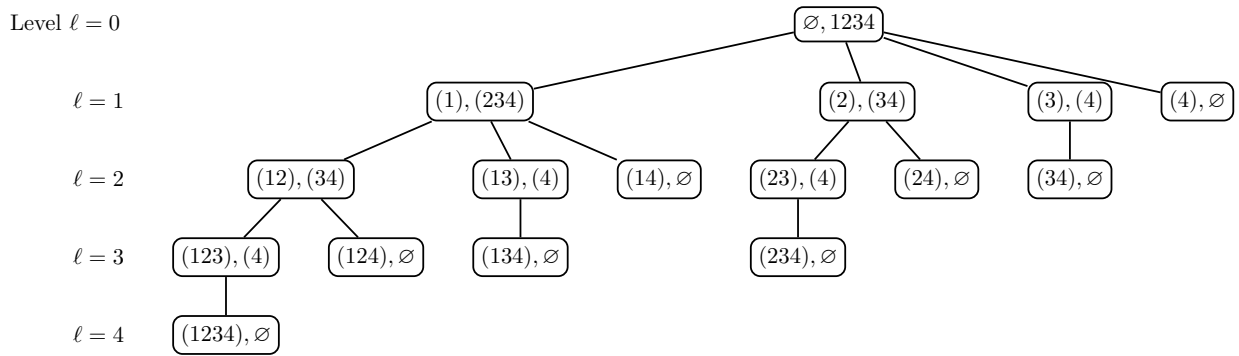 Level ℓ = 0 ∅, 1234
ℓ = 1 (1), (234) (2), (34) (3), (4) (4), ∅
ℓ = 2 (12), (34) (13), (4) (14), ∅ (23), (4) (24), ∅ (34), ∅
ℓ = 3 (123), (4) (124), ∅ (134), ∅ (234), ∅
ℓ = 4 (1234), ∅